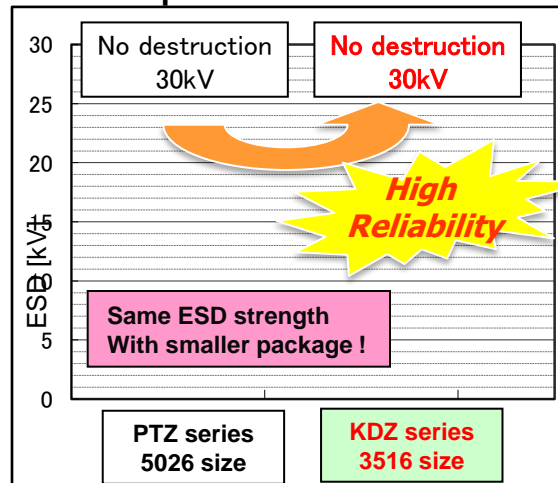 30
25
20
15
10
5
0
ESD [kV]
No destruction
30kV
No destruction
30kV
High
Reliability
Same ESD strength
With smaller package !
PTZ series
5026 size
KDZ series
3516 size